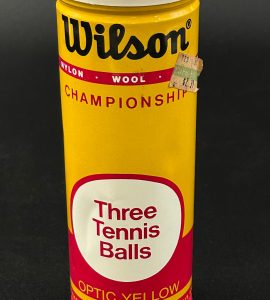 Wilson®
NYLON • WOOL •
CHAMPIONSHIP
Three
Tennis
Balls
OPTIC YELLOW